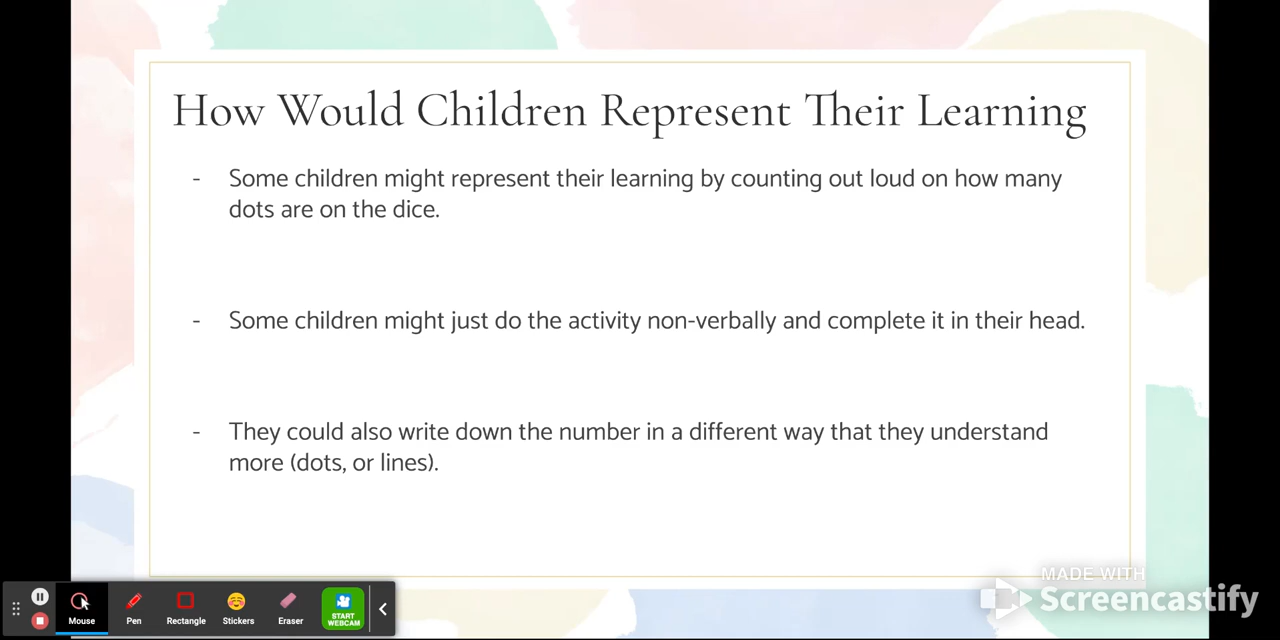 How Would Children Represent Their Learning
- Some children might represent their learning by counting out loud on how many
dots are on the dice.
- Some children might just do the activity non-verbally and complete it in their head.
- They could also write down the number in a different way that they understand
more (dots, or lines).
MADE WITH
Screencastify
Mouse
Pen
Rectangle
Stickers
Eraser
START
WEBCAM